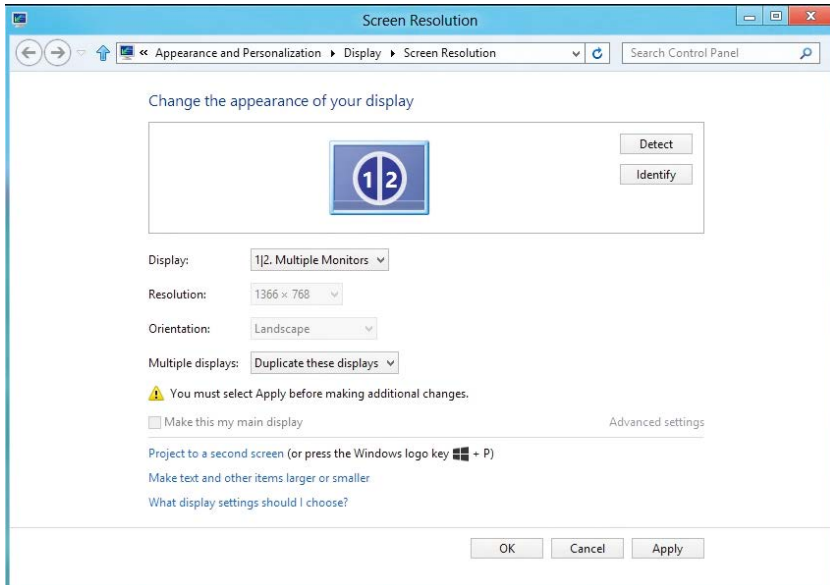 Screen Resolution
« Appearance and Personalization ▸ Display ▸ Screen Resolution
Search Control Panel
Change the appearance of your display
1|2
Detect
Identify
Display: 1|2. Multiple Monitors
Resolution: 1366 × 768
Orientation: Landscape
Multiple displays: Duplicate these displays
You must select Apply before making additional changes.
Make this my main display Advanced settings
Project to a second screen (or press the Windows logo key + P)
Make text and other items larger or smaller
What display settings should I choose?
OK Cancel Apply